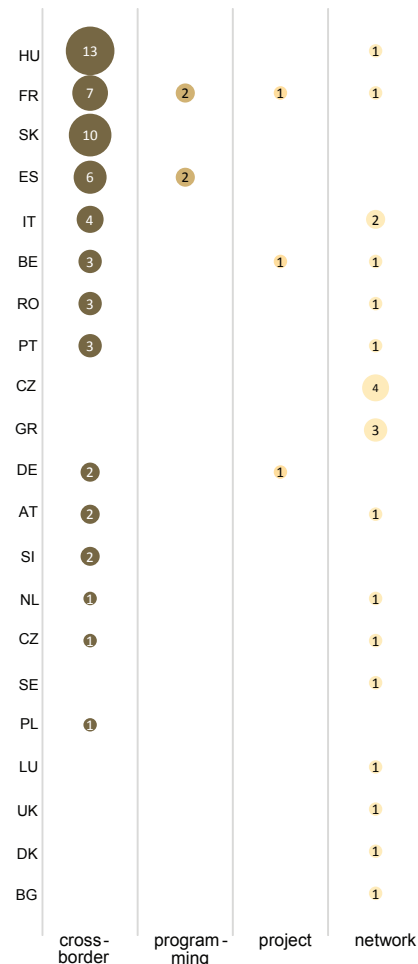 HU 13 1
FR 7 2 1 1
SK 10
ES 6 2
IT 4 2
BE 3 1 1
RO 3 1
PT 3 1
CZ 4
GR 3
DE 2 1
AT 2 1
SI 2
NL 1 1
CZ 1 1
SE 1
PL 1
LU 1
UK 1
DK 1
BG 1
cross- program- project network
border ming